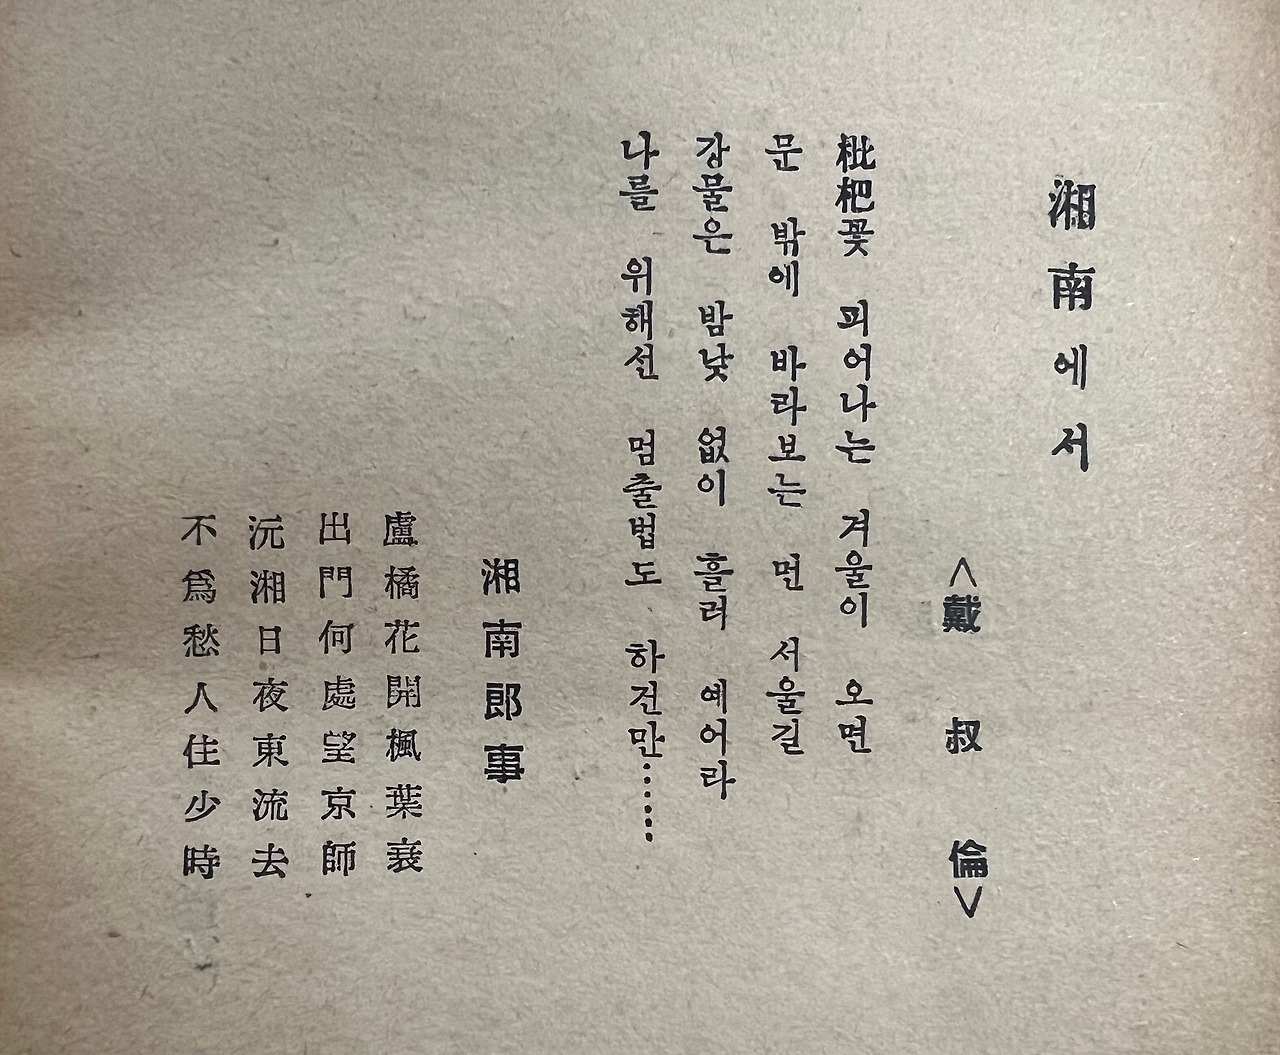 湘南에서
<戴叔倫>
枇杷꽃 피어나는 겨울이 오면
문 밖에 바라보는 먼 서울길
강물은 밤낮 없이 흘러 예어라
나를 위해선 멈출법도 하건만……
湘南郎事
盧橘花開楓葉衰
出門何處望京師
沅湘日夜東流去
不爲愁人住少時